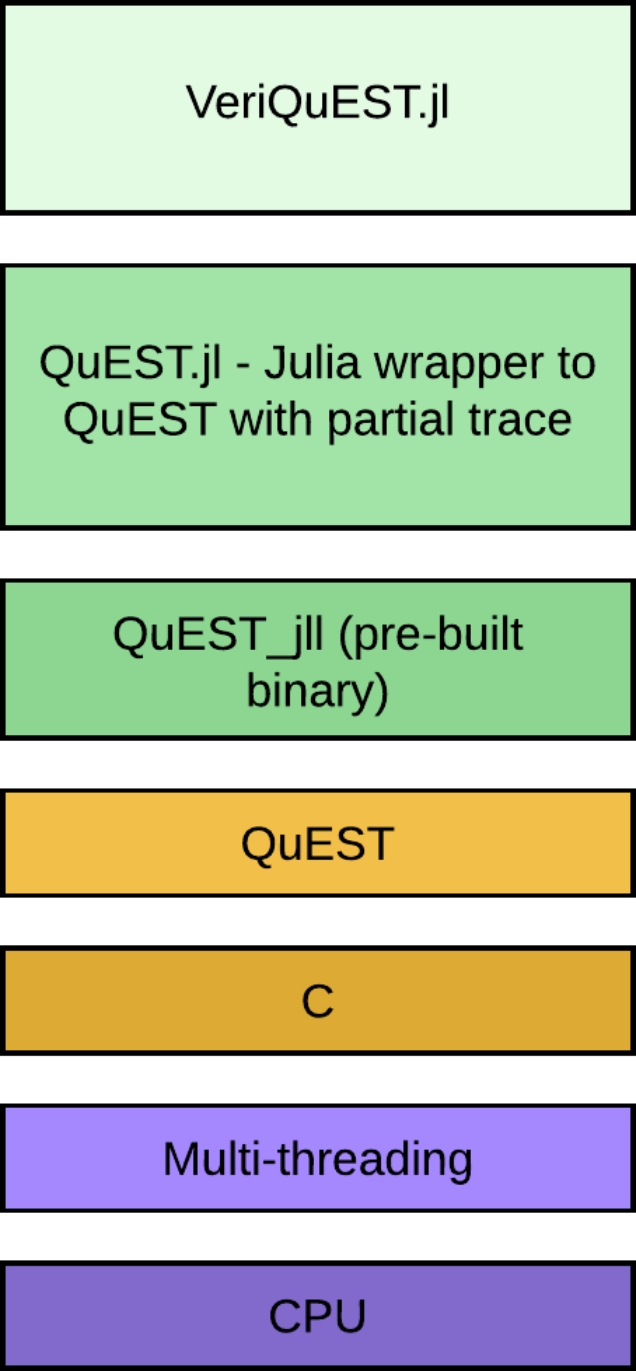 VeriQuEST.jl
QuEST.jl - Julia wrapper to
QuEST with partial trace
QuEST_jll (pre-built
binary)
QuEST
C
Multi-threading
CPU